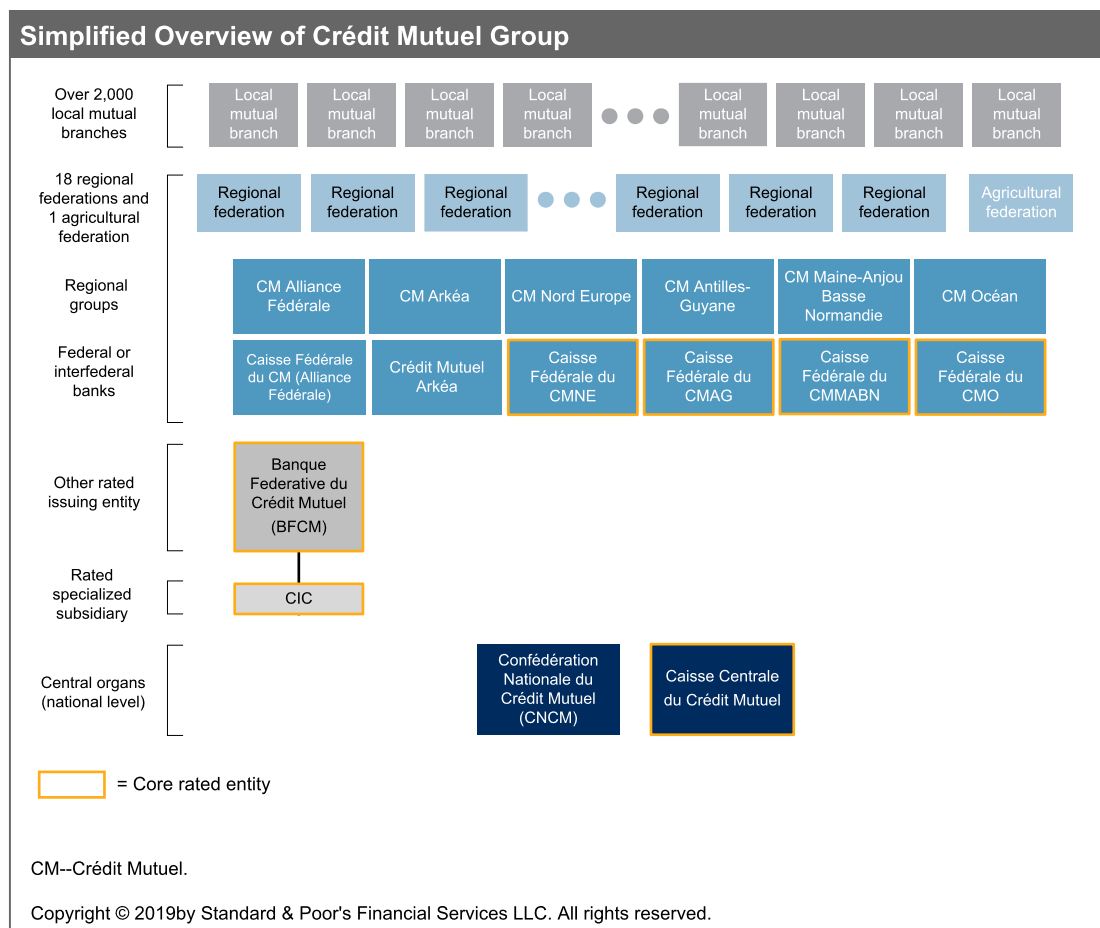 Simplified Overview of Crédit Mutuel Group
Over 2,000
local mutual
branches
Local
mutual
branch
Local
mutual
branch
Local
mutual
branch
Local
mutual
branch
Local
mutual
branch
Local
mutual
branch
Local
mutual
branch
Local
mutual
branch
18 regional
federations and
1 agricultural
federation
Regional
federation
Regional
federation
Regional
federation
Regional
federation
Regional
federation
Regional
federation
Agricultural
federation
Regional
groups
CM Alliance
Fédérale
CM Arkéa
CM Nord Europe
CM Antilles-
Guyane
CM Maine-Anjou
Basse
Normandie
CM Océan
Federal or
interfederal
banks
Caisse Fédérale
du CM (Alliance
Fédérale)
Crédit Mutuel
Arkéa
Caisse
Fédérale du
CMNE
Caisse
Fédérale du
CMAG
Caisse
Fédérale du
CMMABN
Caisse
Fédérale du
CMO
Other rated
issuing entity
Banque
Federative du
Crédit Mutuel
(BFCM)
Rated
specialized
subsidiary
CIC
Central organs
(national level)
Confédération
Nationale du
Crédit Mutuel
(CNCM)
Caisse Centrale
du Crédit Mutuel
= Core rated entity
CM--Crédit Mutuel.
Copyright © 2019by Standard & Poor's Financial Services LLC. All rights reserved.